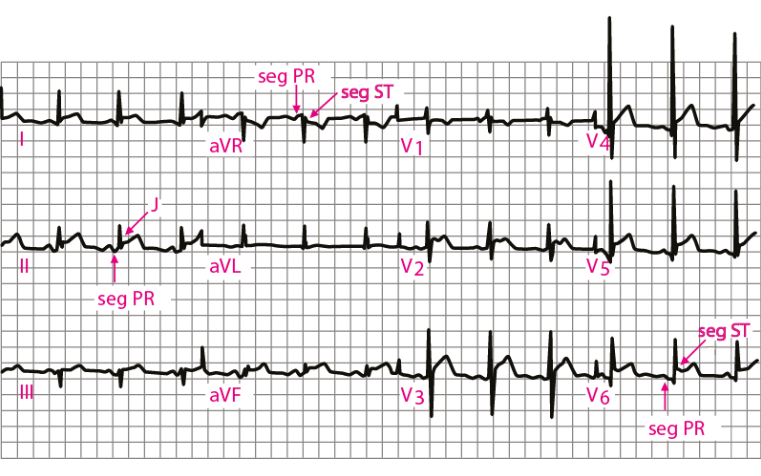 seg PR
seg ST
I
aVR
V1
V4
J
II
aVL
V2
V5
seg PR
seg ST
III
aVF
V3
V6
seg PR